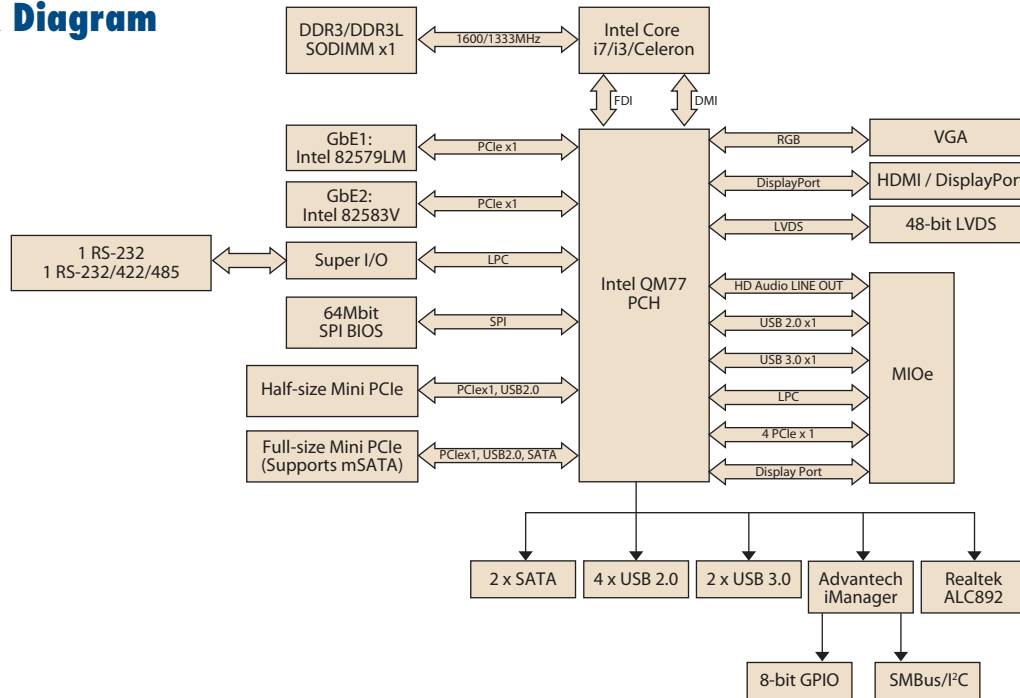 Diagram
DDR3/DDR3L
SODIMM x1
1600/1333MHz
Intel Core
i7/i3/Celeron
FDI
DMI
GbE1:
Intel 82579LM
PCIe x1
GbE2:
Intel 82583V
PCIe x1
1 RS-232
1 RS-232/422/485
Super I/O
LPC
64Mbit
SPI BIOS
SPI
Half-size Mini PCIe
PCIex1, USB2.0
Full-size Mini PCIe
(Supports mSATA)
PCIex1, USB2.0, SATA
Intel QM77
PCH
RGB
VGA
DisplayPort
HDMI / DisplayPort
LVDS
48-bit LVDS
HD Audio LINE OUT
USB 2.0 x1
USB 3.0 x1
LPC
4 PCIe x 1
Display Port
MIOe
2 x SATA
4 x USB 2.0
2 x USB 3.0
Advantech
iManager
Realtek
ALC892
8-bit GPIO
SMBus/I²C